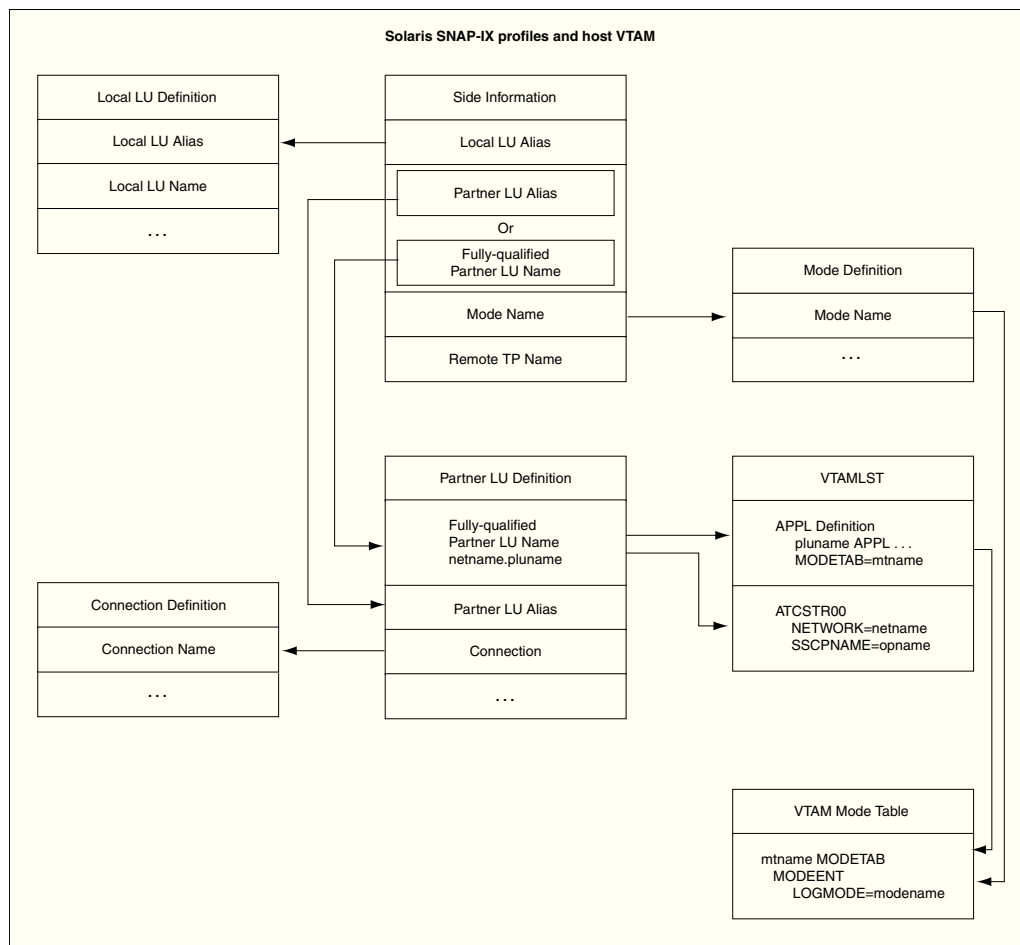 Solaris SNAP-IX profiles and host VTAM
Local LU Definition
Local LU Alias
Local LU Name
...
Side Information
Local LU Alias
Partner LU Alias
Or
Fully-qualified
Partner LU Name
Mode Name
Remote TP Name
Mode Definition
Mode Name
...
Partner LU Definition
Fully-qualified
Partner LU Name
netname.pluname
Partner LU Alias
Connection
...
VTAMLST
APPL Definition
pluname APPL . . .
MODETAB=mtname
ATCSTR00
NETWORK=netname
SSCPNAME=opname
Connection Definition
Connection Name
...
VTAM Mode Table
mtname MODETAB
MODEENT
LOGMODE=modename